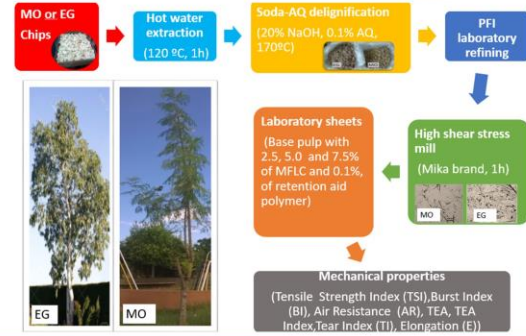 MO or EG
Chips
Hot water
extraction
(120 ºC, 1h)
Soda-AQ delignification
(20% NaOH, 0.1% AQ,
170ºC)
PFI
laboratory
refining
High shear stress
mill
(Mika brand, 1h)
MO
EG
Laboratory sheets
(Base pulp with
2.5, 5.0 and 7.5%
of MFLC and 0.1%,
of retention aid
polymer)
Mechanical properties
(Tensile Strength Index (TSI),Burst Index
(BI), Air Resistance (AR), TEA, TEA
Index,Tear Index (TI), Elongation (E))
EG
MO